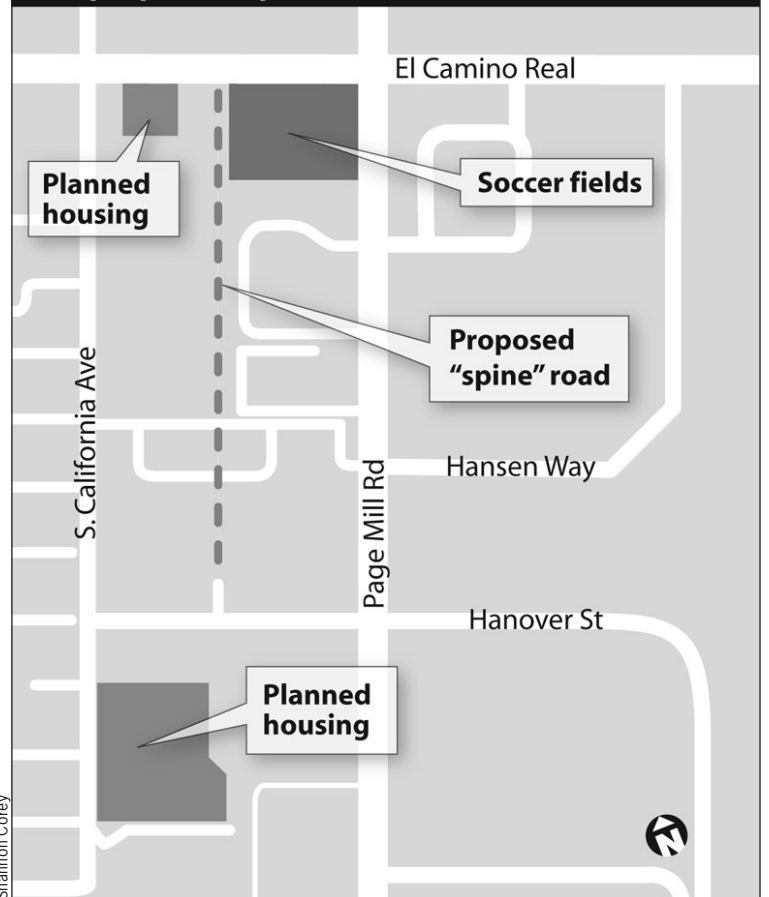 El Camino Real
Planned
housing
Soccer fields
Proposed
“spine” road
S. California Ave
Page Mill Rd
Hansen Way
Hanover St
Planned
housing
N
Shannon Corey